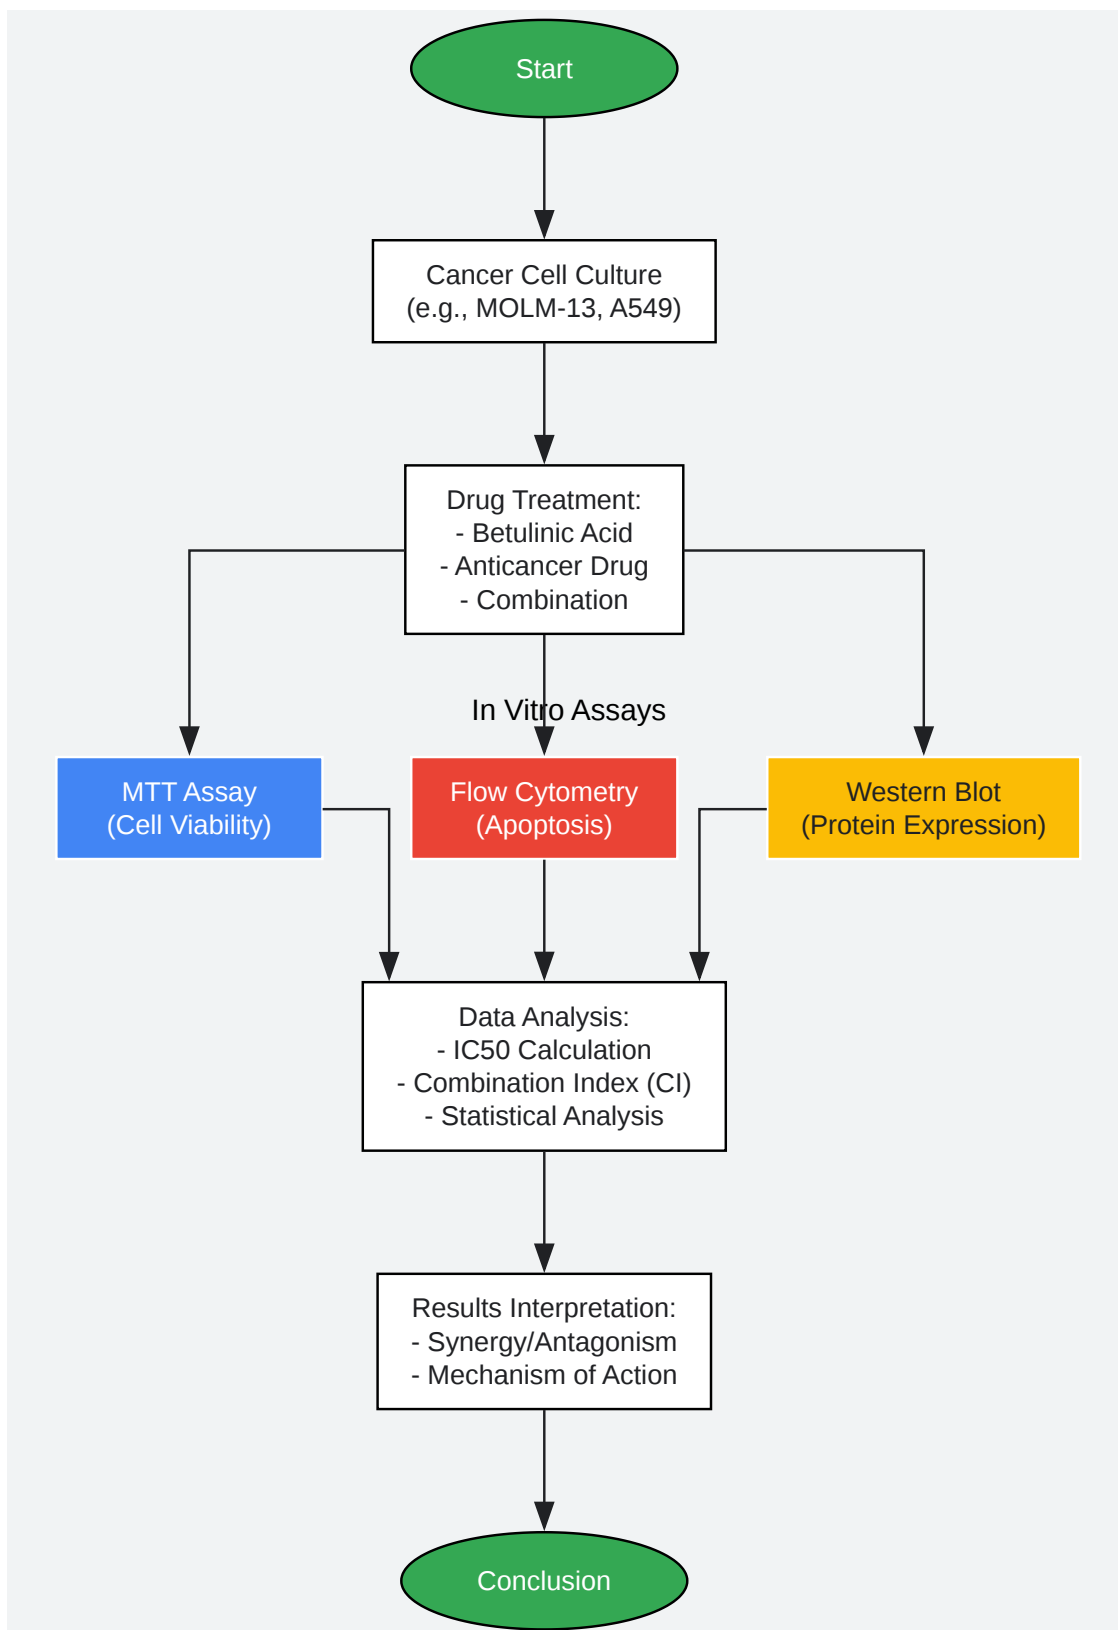 Start
Cancer Cell Culture
(e.g., MOLM-13, A549)
Drug Treatment:
- Betulinic Acid
- Anticancer Drug
- Combination
In Vitro Assays
MTT Assay
(Cell Viability)
Flow Cytometry
(Apoptosis)
Western Blot
(Protein Expression)
Data Analysis:
- IC50 Calculation
- Combination Index (CI)
- Statistical Analysis
Results Interpretation:
- Synergy/Antagonism
- Mechanism of Action
Conclusion